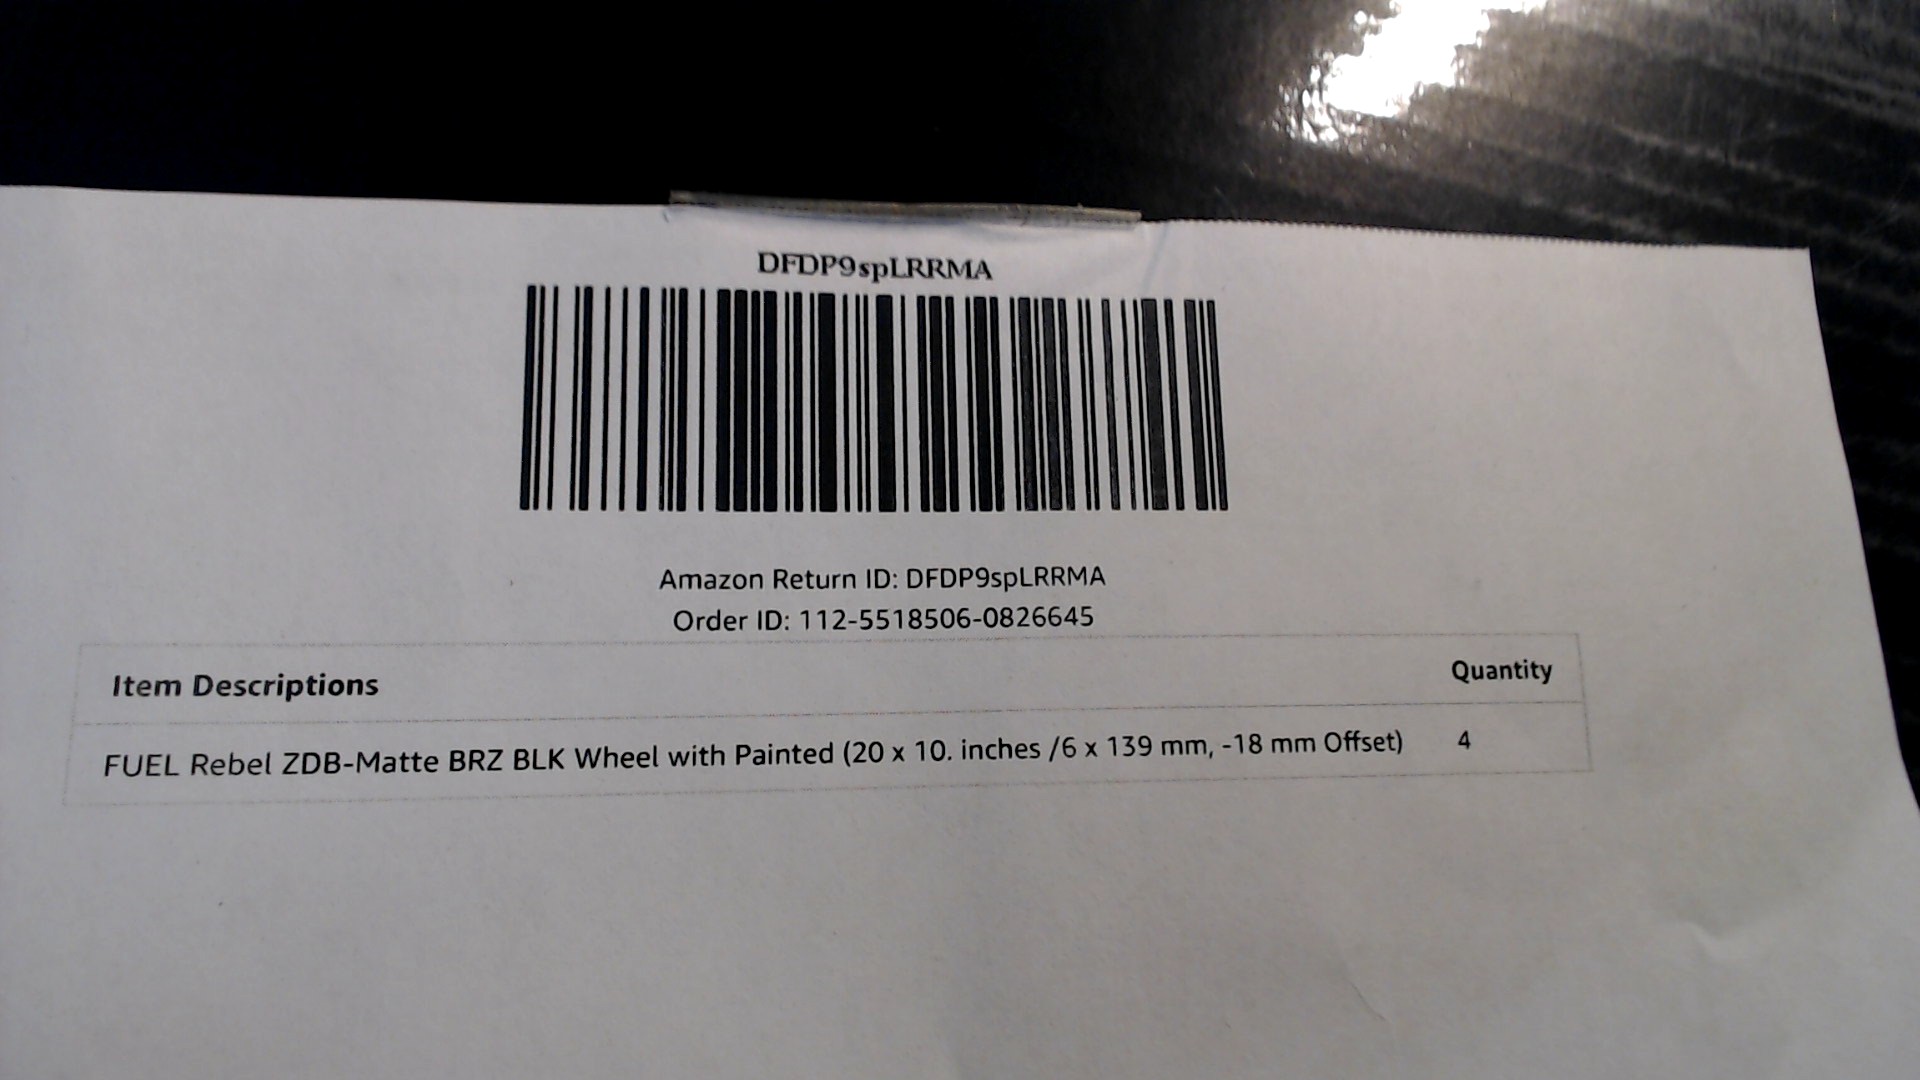 DFDP9spLRRMA
Amazon Return ID: DFDP9spLRRMA
Order ID: 112-5518506-0826645
Item Descriptions Quantity
FUEL Rebel ZDB-Matte BRZ BLK Wheel with Painted (20 x 10. inches /6 x 139 mm, -18 mm Offset) 4